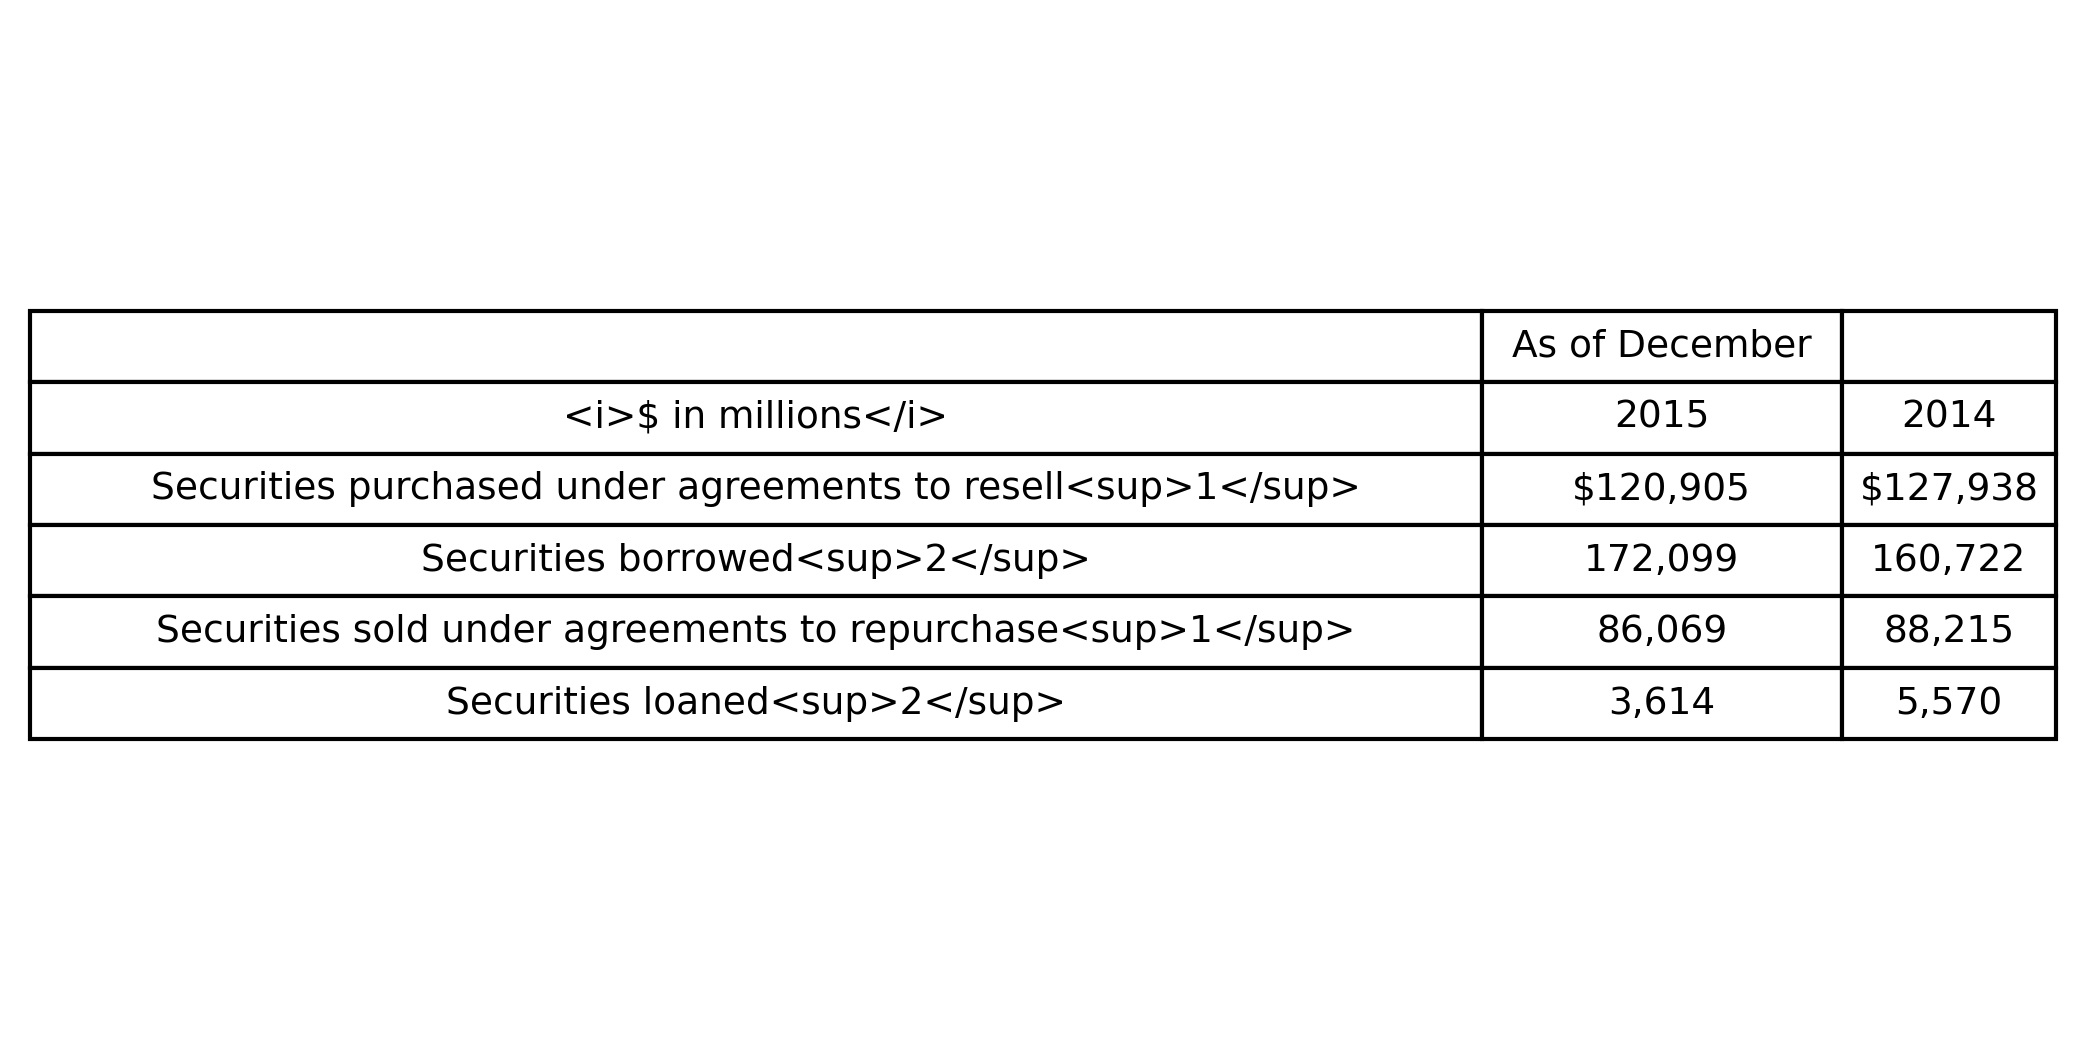 As of December
<i>$ in millions</i> 2015 2014
Securities purchased under agreements to resell<sup>1</sup> $120,905 $127,938
Securities borrowed<sup>2</sup> 172,099 160,722
Securities sold under agreements to repurchase<sup>1</sup> 86,069 88,215
Securities loaned<sup>2</sup> 3,614 5,570